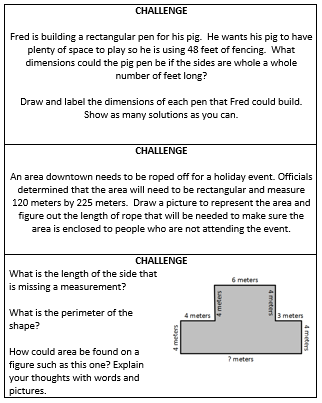 CHALLENGE
Fred is building a rectangular pen for his pig.  He wants his pig to have
plenty of space to play so he is using 48 feet of fencing.  What
dimensions could the pig pen be if the sides are whole a whole
number of feet long?
Draw and label the dimensions of each pen that Fred could build.
Show as many solutions as you can.
CHALLENGE
An area downtown needs to be roped off for a holiday event. Officials
determined that the area will need to be rectangular and measure
120 meters by 225 meters.  Draw a picture to represent the area and
figure out the length of rope that will be needed to make sure the
area is enclosed to people who are not attending the event.
CHALLENGE
What is the length of the side that
is missing a measurement?
What is the perimeter of the
shape?
How could area be found on a
figure such as this one? Explain
your thoughts with words and
pictures.
6 meters
4 meters
4 meters
4 meters
3 meters
4 meters
4 meters
? meters